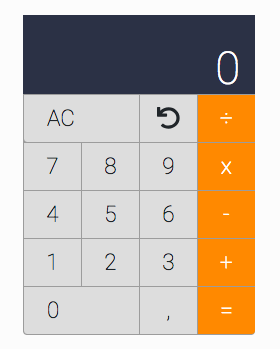 0
AC ÷
7 8 9 x
4 5 6 -
1 2 3 +
0 , =